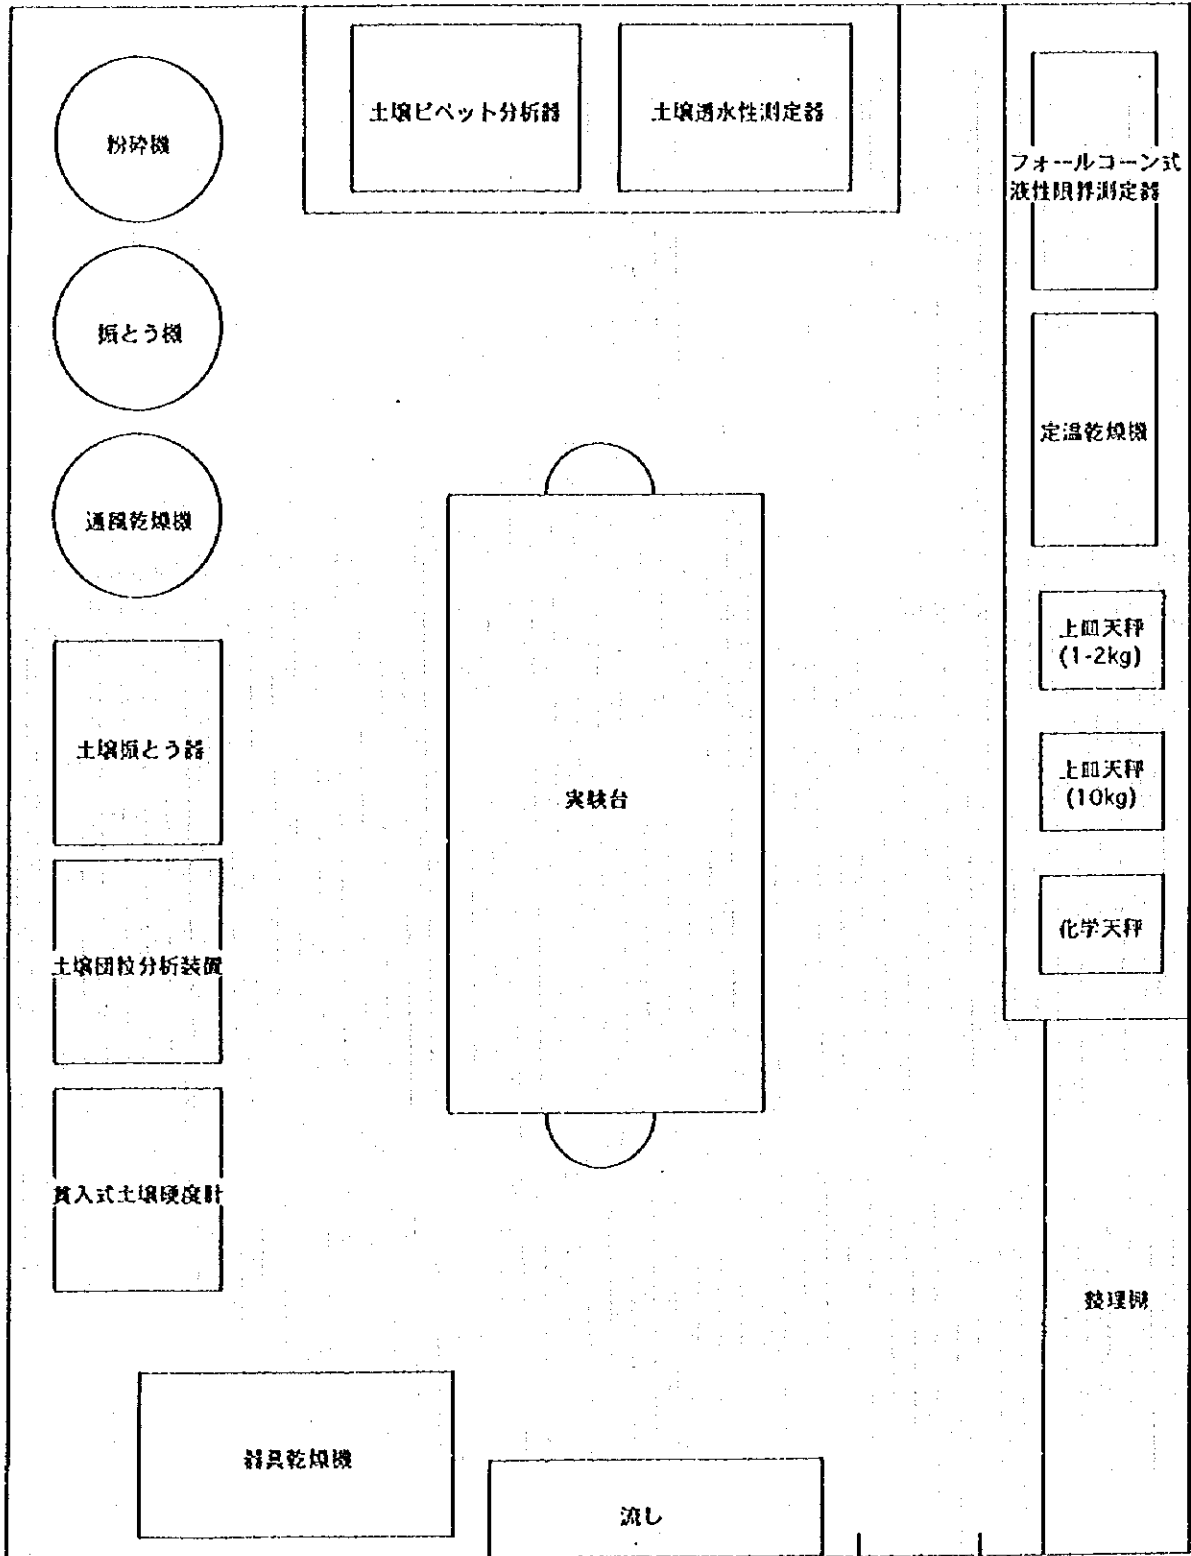 粉砕機
土壌ピペット分析器
土壌透水性測定器
フォールコーン式
液性限界測定器
振とう機
定温乾燥機
通風乾燥機
上皿天秤
(1-2kg)
土壌振とう器
上皿天秤
(10kg)
実験台
化学天秤
土壌団粒分析装置
貫入式土壌硬度計
整理棚
器具乾燥機
流し